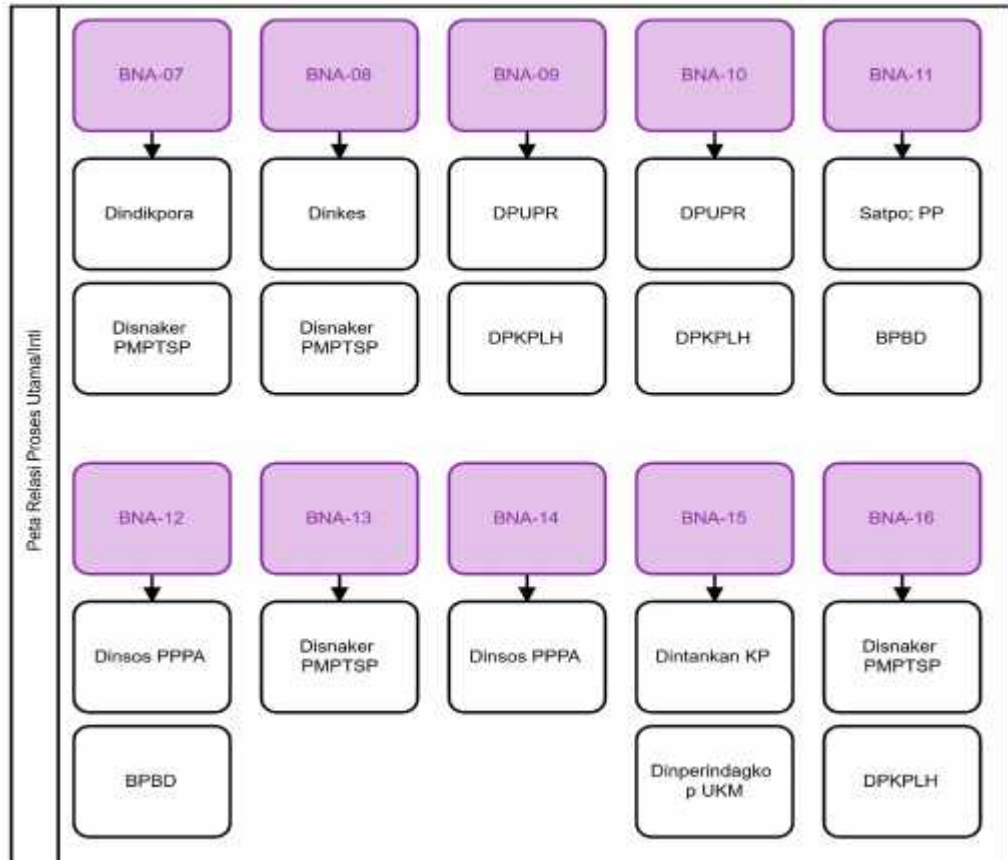 Peta Relasi Proses Utama/Inti
BNA-07
BNA-08
BNA-09
BNA-10
BNA-11
Dindikpora
Dinkes
DPUPR
DPUPR
Satpo; PP
Disnaker
PMPTSP
Disnaker
PMPTSP
DPKPLH
DPKPLH
BPBD
BNA-12
BNA-13
BNA-14
BNA-15
BNA-16
Dinsos PPPA
Disnaker
PMPTSP
Dinsos PPPA
Dintankan KP
Disnaker
PMPTSP
BPBD
Dinperindagko
p UKM
DPKPLH